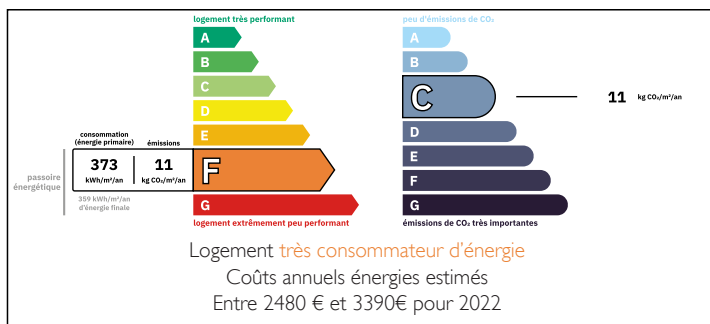 logement très performant
A
B
C
D
E
consommation
(énergie primaire)
émissions
373
kWh/m²/an
11
kg CO₂/m²/an
F
passoire
énergétique
359 kWh/m²/an
d'énergie finale
G
logement extrêmement peu performant
peu d'émissions de CO₂
A
B
C
11 kg CO₂/m²/an
D
E
F
G
émissions de CO₂ très importantes
Logement très consommateur d'énergie
Coûts annuels énergies estimés
Entre 2480 € et 3390€ pour 2022